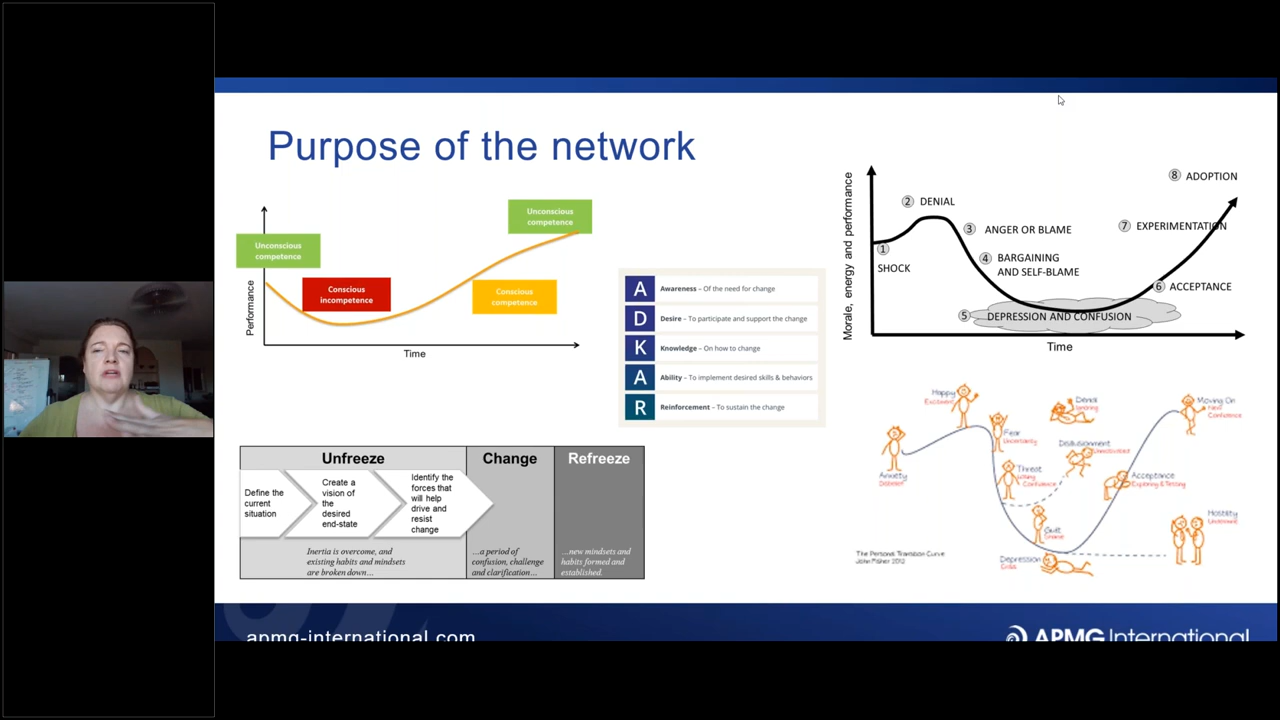 Purpose of the network
Unconscious
competence
Unconscious
competence
Conscious
incompetence
Conscious
competence
Performance
Time
A Awareness – Of the need for change
D Desire – To participate and support the change
K Knowledge – On how to change
A Ability – To implement desired skills & behaviors
R Reinforcement – To sustain the change
Morale, energy and performance
1
SHOCK
2 DENIAL
3 ANGER OR BLAME
4 BARGAINING
AND SELF-BLAME
5 DEPRESSION AND CONFUSION
6 ACCEPTANCE
7 EXPERIMENTATION
8 ADOPTION
Time
Unfreeze
Define the
current
situation
Create a
vision of
the
desired
end-state
Identify the
forces that
will help
drive and
resist
change
Inertia is overcome, and
existing habits and mindsets
are broken down…
Change
…a period of
confusion, challenge
and clarification…
Refreeze
…new mindsets and
habits formed and
established.
Anxiety
Happy
Fear
Uncertainty
Threat
Guilt
Depression
Denial
Ignoring
Disillusionment
Acceptance
Exploring & Testing
Hostility
Moving On
Confidence
The Personal Transition Curve
John Fisher 2012
apmg-international.com
APMG International